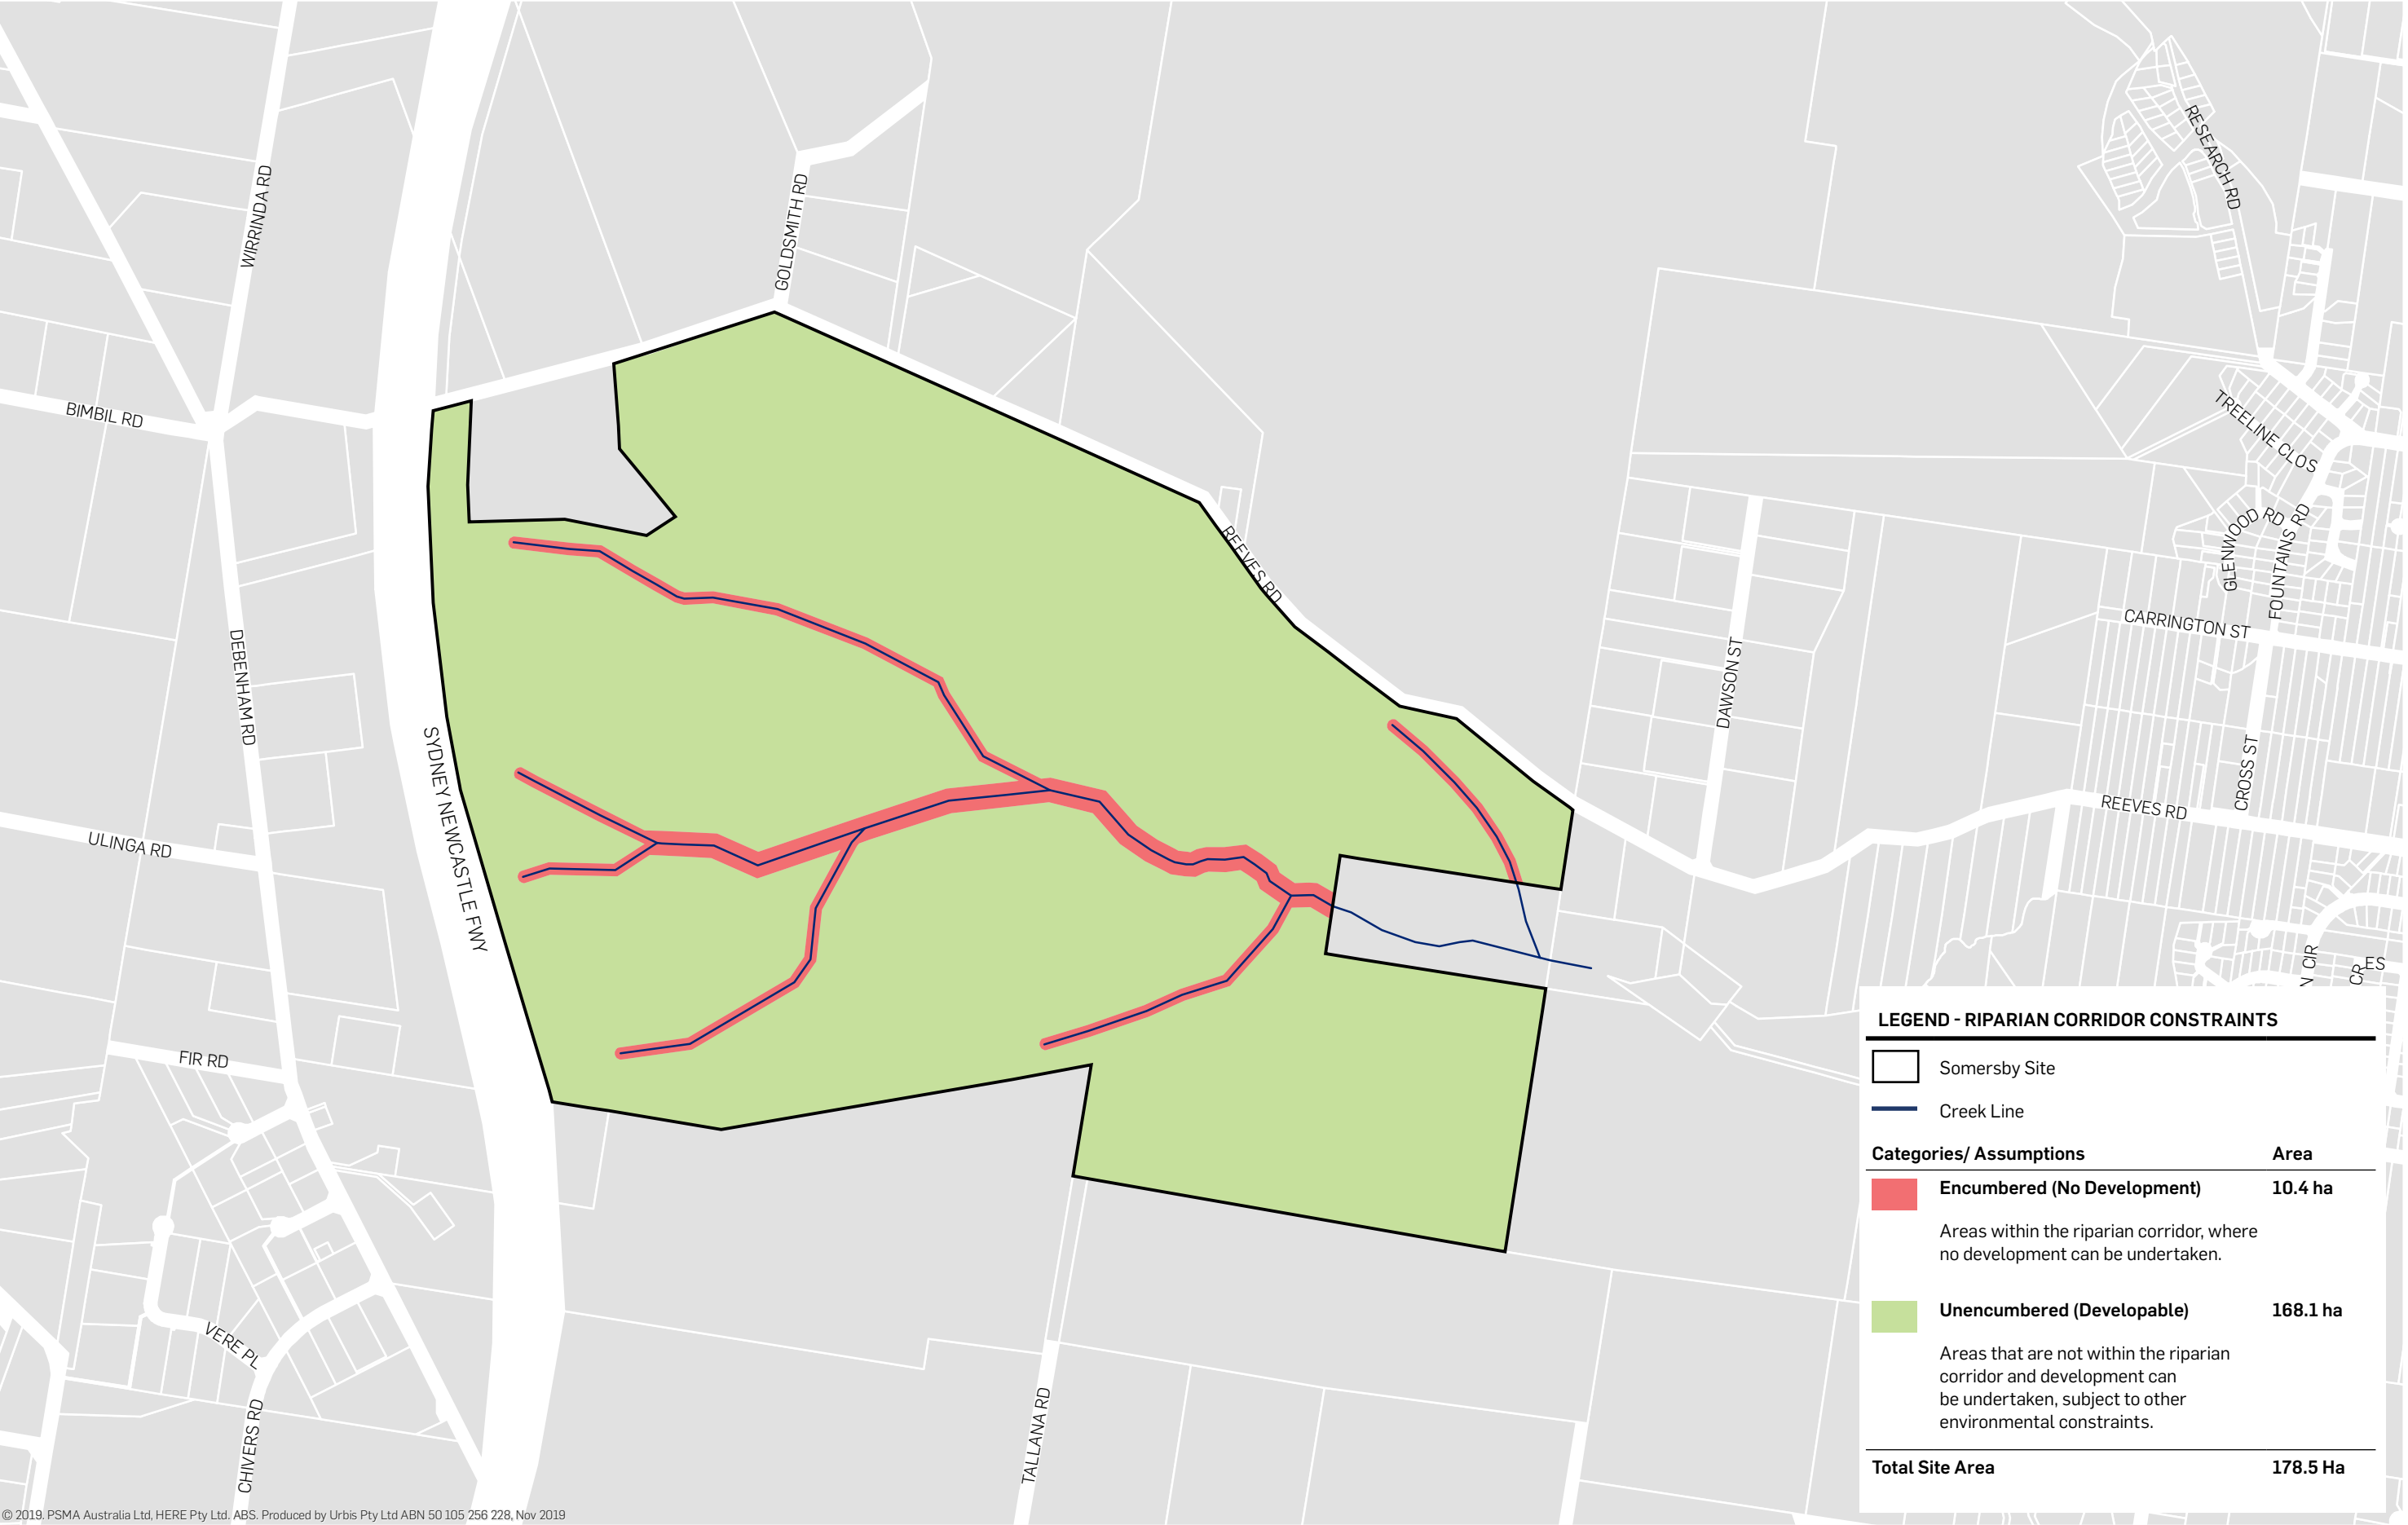 RESEARCH RD
WIRRINDA RD
GOLDSMITH RD
TREELINE CLOS
BIMBIL RD
GLENWOOD RD
FOUNTAINS RD
REEVES RD
CARRINGTON ST
DEBENHAM RD
DAWSON ST
SYDNEY NEWCASTLE FWY
CROSS ST
REEVES RD
ULINGA RD
N CIR
CRES
FIR RD
VERE PL
CHIVERS RD
TALLANA RD
LEGEND - RIPARIAN CORRIDOR CONSTRAINTS
Somersby Site
Creek Line
Categories/ Assumptions Area
Encumbered (No Development) 10.4 ha
Areas within the riparian corridor, where
no development can be undertaken.
Unencumbered (Developable) 168.1 ha
Areas that are not within the riparian
corridor and development can
be undertaken, subject to other
environmental constraints.
Total Site Area 178.5 Ha
© 2019. PSMA Australia Ltd, HERE Pty Ltd. ABS. Produced by Urbis Pty Ltd ABN 50 105 256 228, Nov 2019